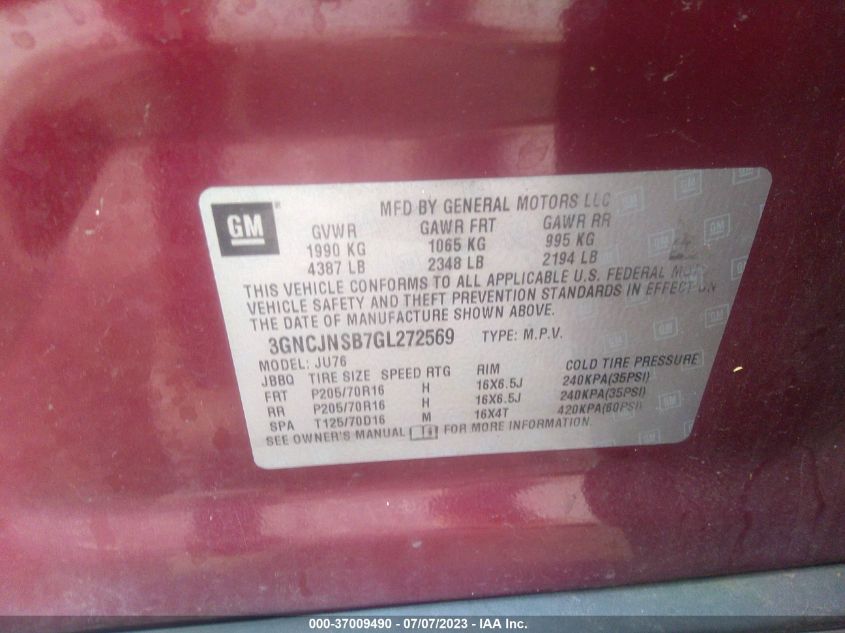 GM
MFD BY GENERAL MOTORS LLC
GVWR GAWR FRT GAWR RR
1990 KG 1065 KG 995 KG
4387 LB 2348 LB 2194 LB
THIS VEHICLE CONFORMS TO ALL APPLICABLE U.S. FEDERAL
VEHICLE SAFETY AND THEFT PREVENTION STANDARDS IN EFFECT ON
THE DATE OF MANUFACTURE SHOWN ABOVE.
3GNCJNSB7GL272569 TYPE: M.P.V.
MODEL: JU76
JBBQ TIRE SIZE SPEED RTG RIM COLD TIRE PRESSURE
FRT P205/70R16 H 16X6.5J 240KPA(35PSI)
RR P205/70R16 H 16X6.5J 240KPA(35PSI)
SPA T125/70D16 M 16X4T 420KPA(60PSI)
SEE OWNER'S MANUAL FOR MORE INFORMATION.
000-37009490 - 07/07/2023 - IAA Inc.